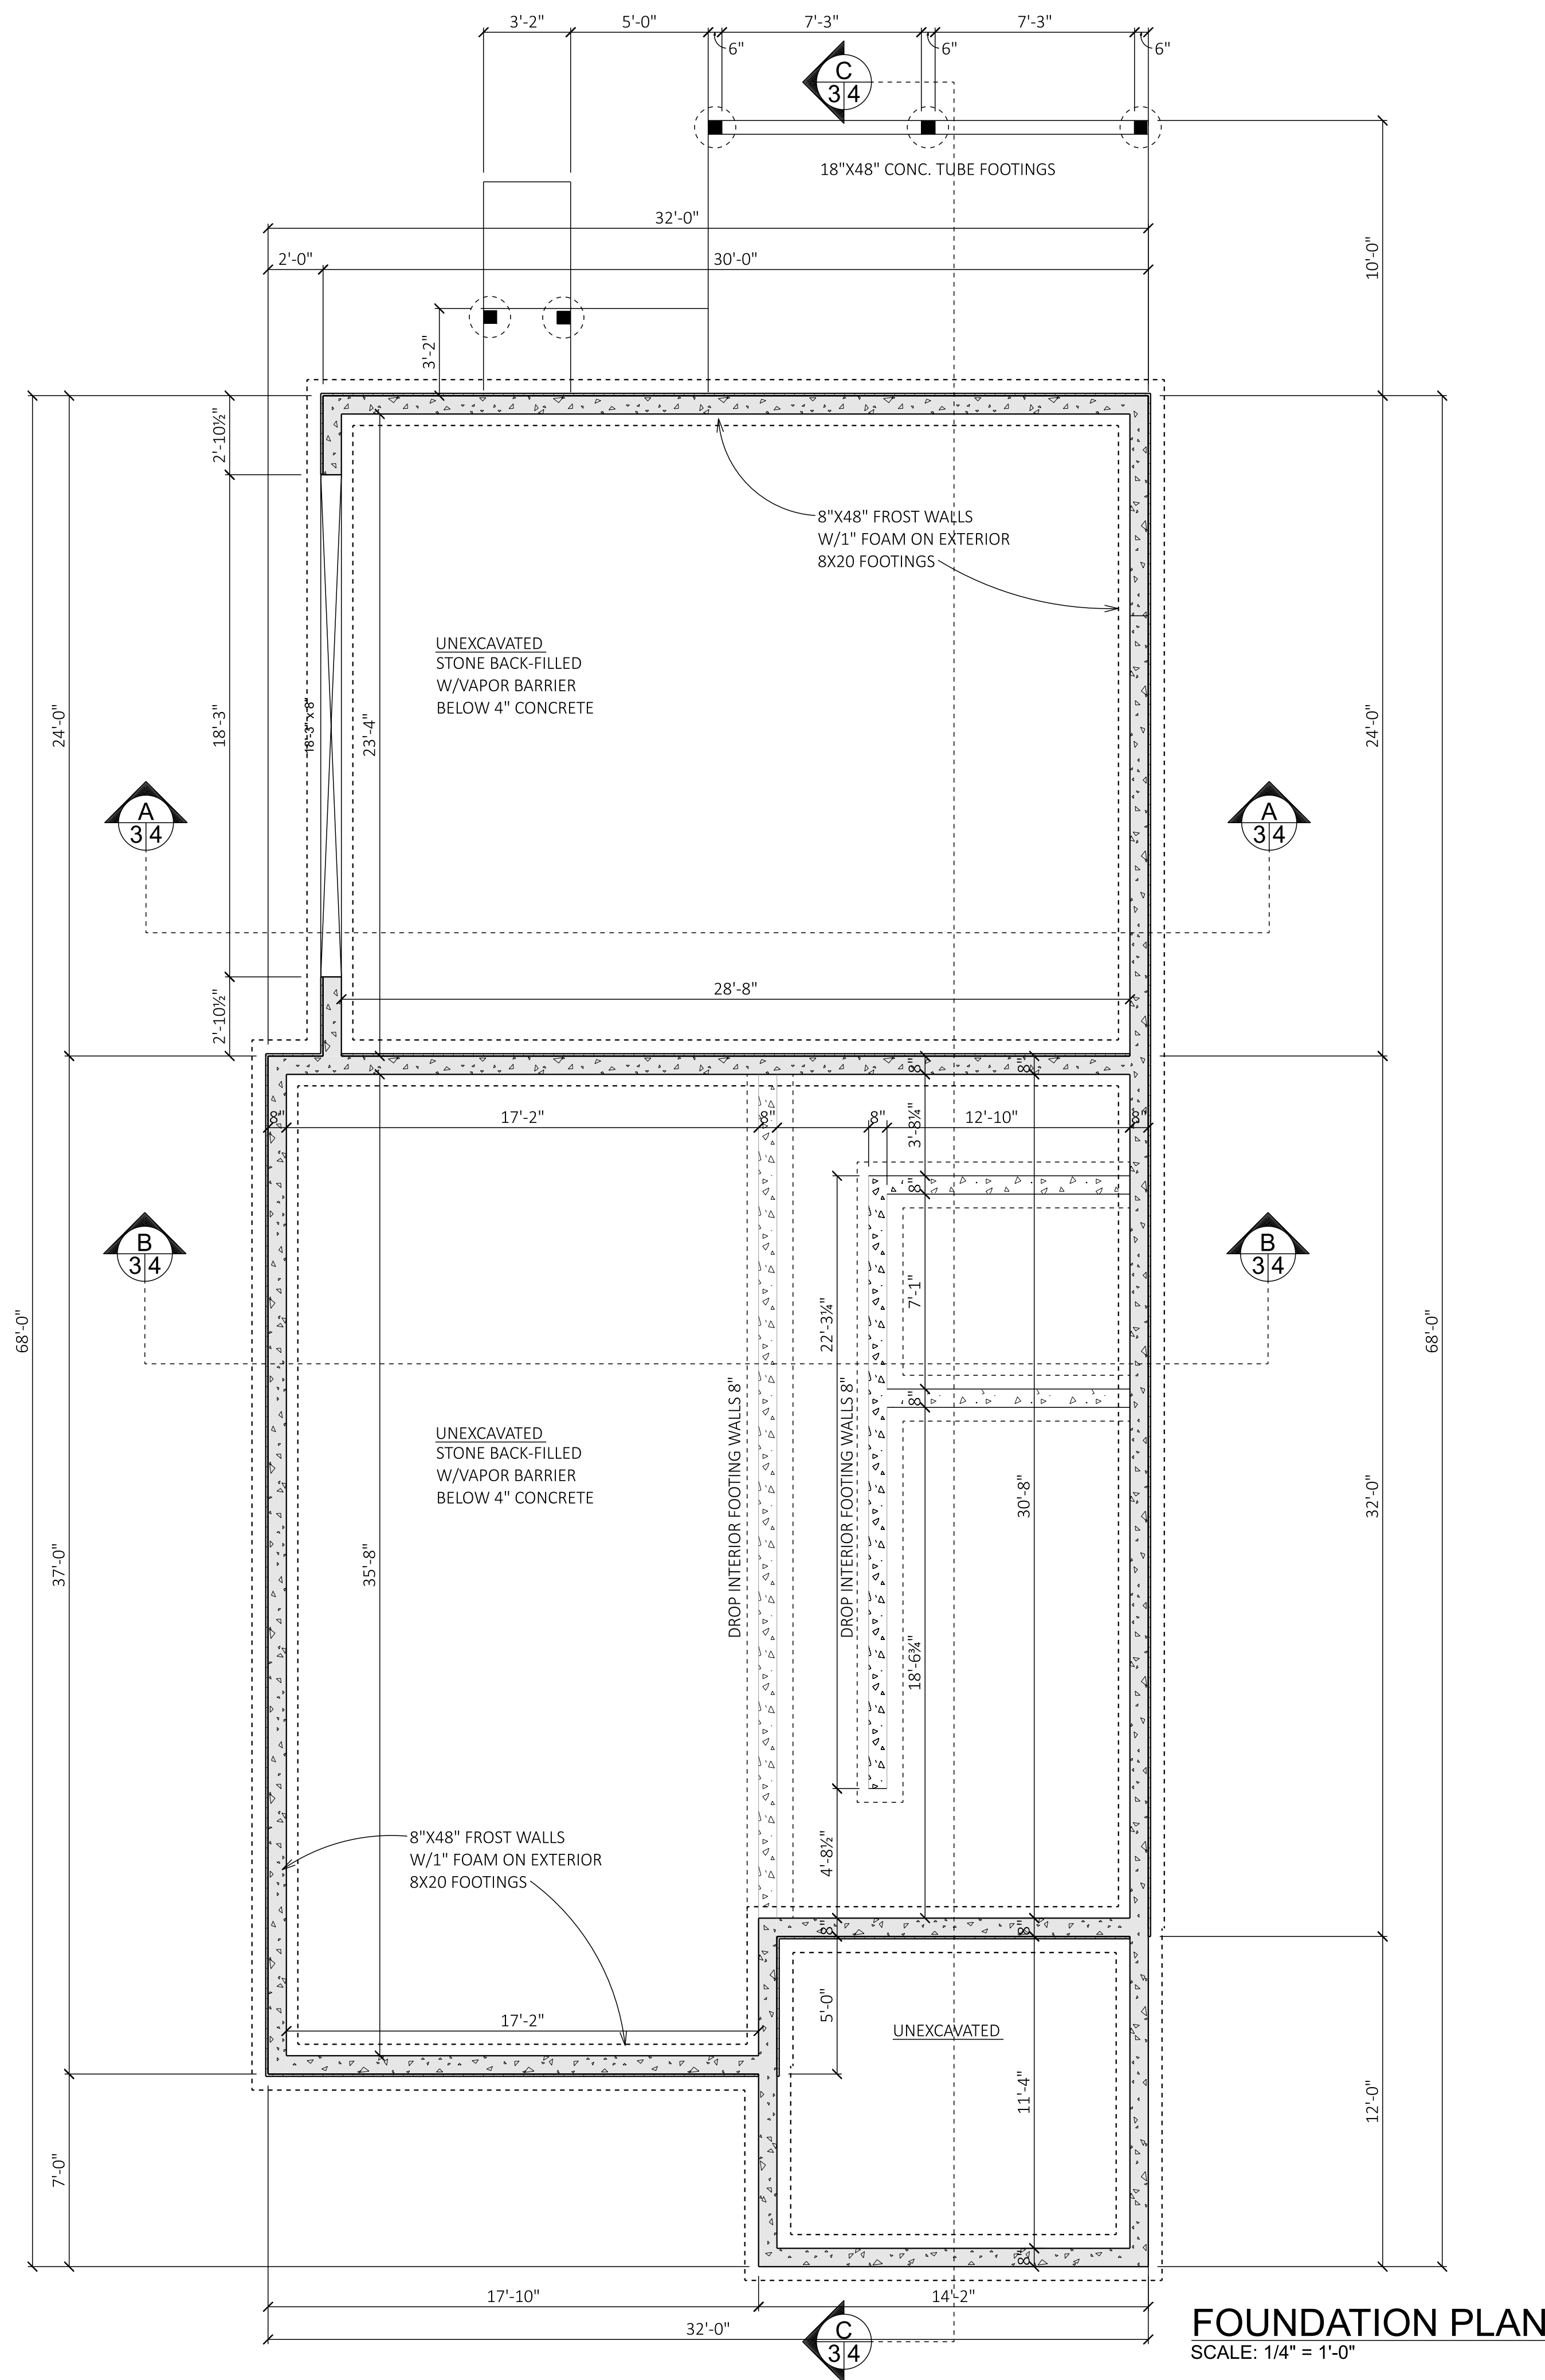 3'-2" 5'-0" 7'-3" 7'-3"
6" 6" 6"
C
3 4
18"X48" CONC. TUBE FOOTINGS
32'-0"
2'-0" 30'-0"
10'-0"
3'-2"
2'-10½"
8"X48" FROST WALLS
W/1" FOAM ON EXTERIOR
8X20 FOOTINGS
UNEXCAVATED
STONE BACK-FILLED
W/VAPOR BARRIER
BELOW 4" CONCRETE
24'-0"
18'-3"
18'-3" x 8"
23'-4"
24'-0"
A
3 4
A
3 4
28'-8"
2'-10½"
8"
8"
8" 17'-2" 8" 8" 12'-10" 8"
3'-8¼"
8"
B
3 4
B
3 4
7'-1"
68'-0"
22'-3¼"
68'-0"
8"
DROP INTERIOR FOOTING WALLS 8"
DROP INTERIOR FOOTING WALLS 8"
UNEXCAVATED
STONE BACK-FILLED
W/VAPOR BARRIER
BELOW 4" CONCRETE
30'-8"
32'-0"
37'-0"
35'-8"
18'-6¾"
8"X48" FROST WALLS
W/1" FOAM ON EXTERIOR
8X20 FOOTINGS
4'-8½"
8"
8"
5'-0"
17'-2"
UNEXCAVATED
11'-4"
12'-0"
7'-0"
8"
17'-10" 14'-2"
32'-0"
C
3 4
FOUNDATION PLAN
SCALE: 1/4" = 1'-0"